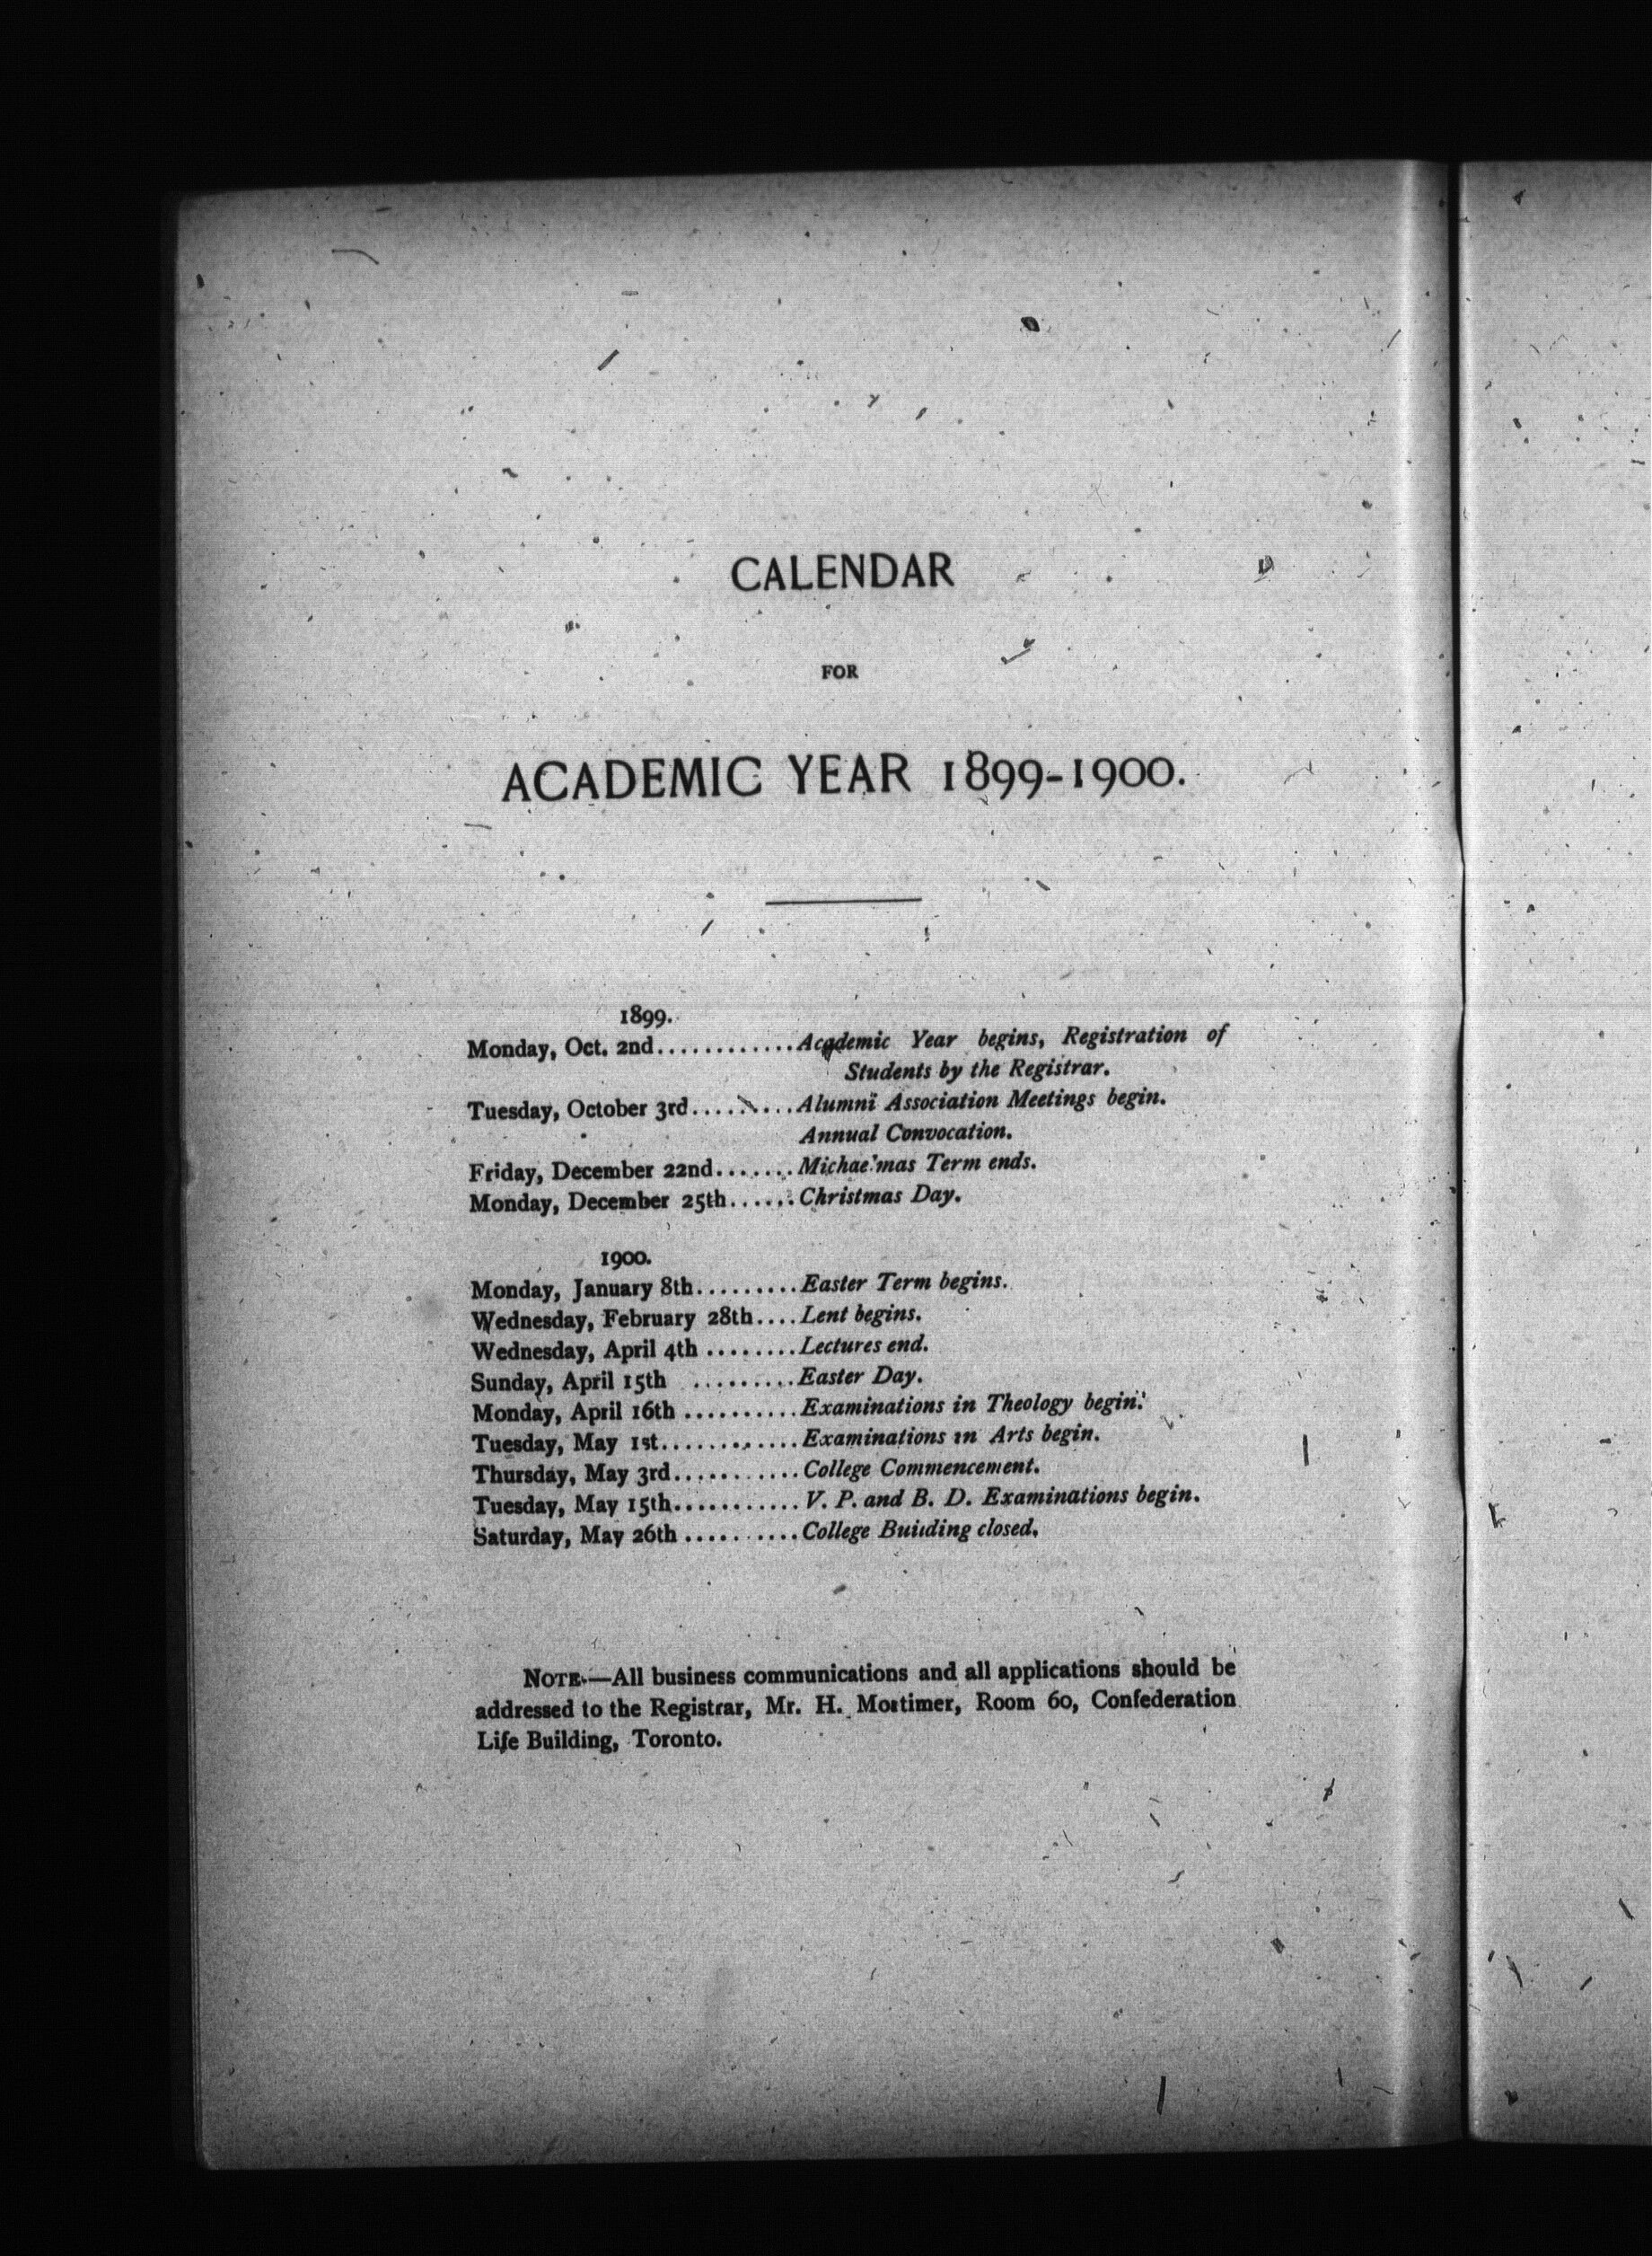 CALENDAR
FOR
ACADEMIC YEAR 1899-1900.
1899.
Monday, Oct. 2nd............Academic Year begins, Registration of
Students by the Registrar.
Tuesday, October 3rd.........Alumni Association Meetings begin.
Annual Convocation.
Friday, December 22nd.......Michaelmas Term ends.
Monday, December 25th......Christmas Day.
1900.
Monday, January 8th.........Easter Term begins.
Wednesday, February 28th....Lent begins.
Wednesday, April 4th ........Lectures end.
Sunday, April 15th .........Easter Day.
Monday, April 16th ..........Examinations in Theology begin.
Tuesday, May 1st............Examinations in Arts begin.
Thursday, May 3rd...........College Commencement.
Tuesday, May 15th...........V. P. and B. D. Examinations begin.
Saturday, May 26th ..........College Building closed.
NOTE.—All business communications and all applications should be
addressed to the Registrar, Mr. H. Mortimer, Room 60, Confederation
Life Building, Toronto.